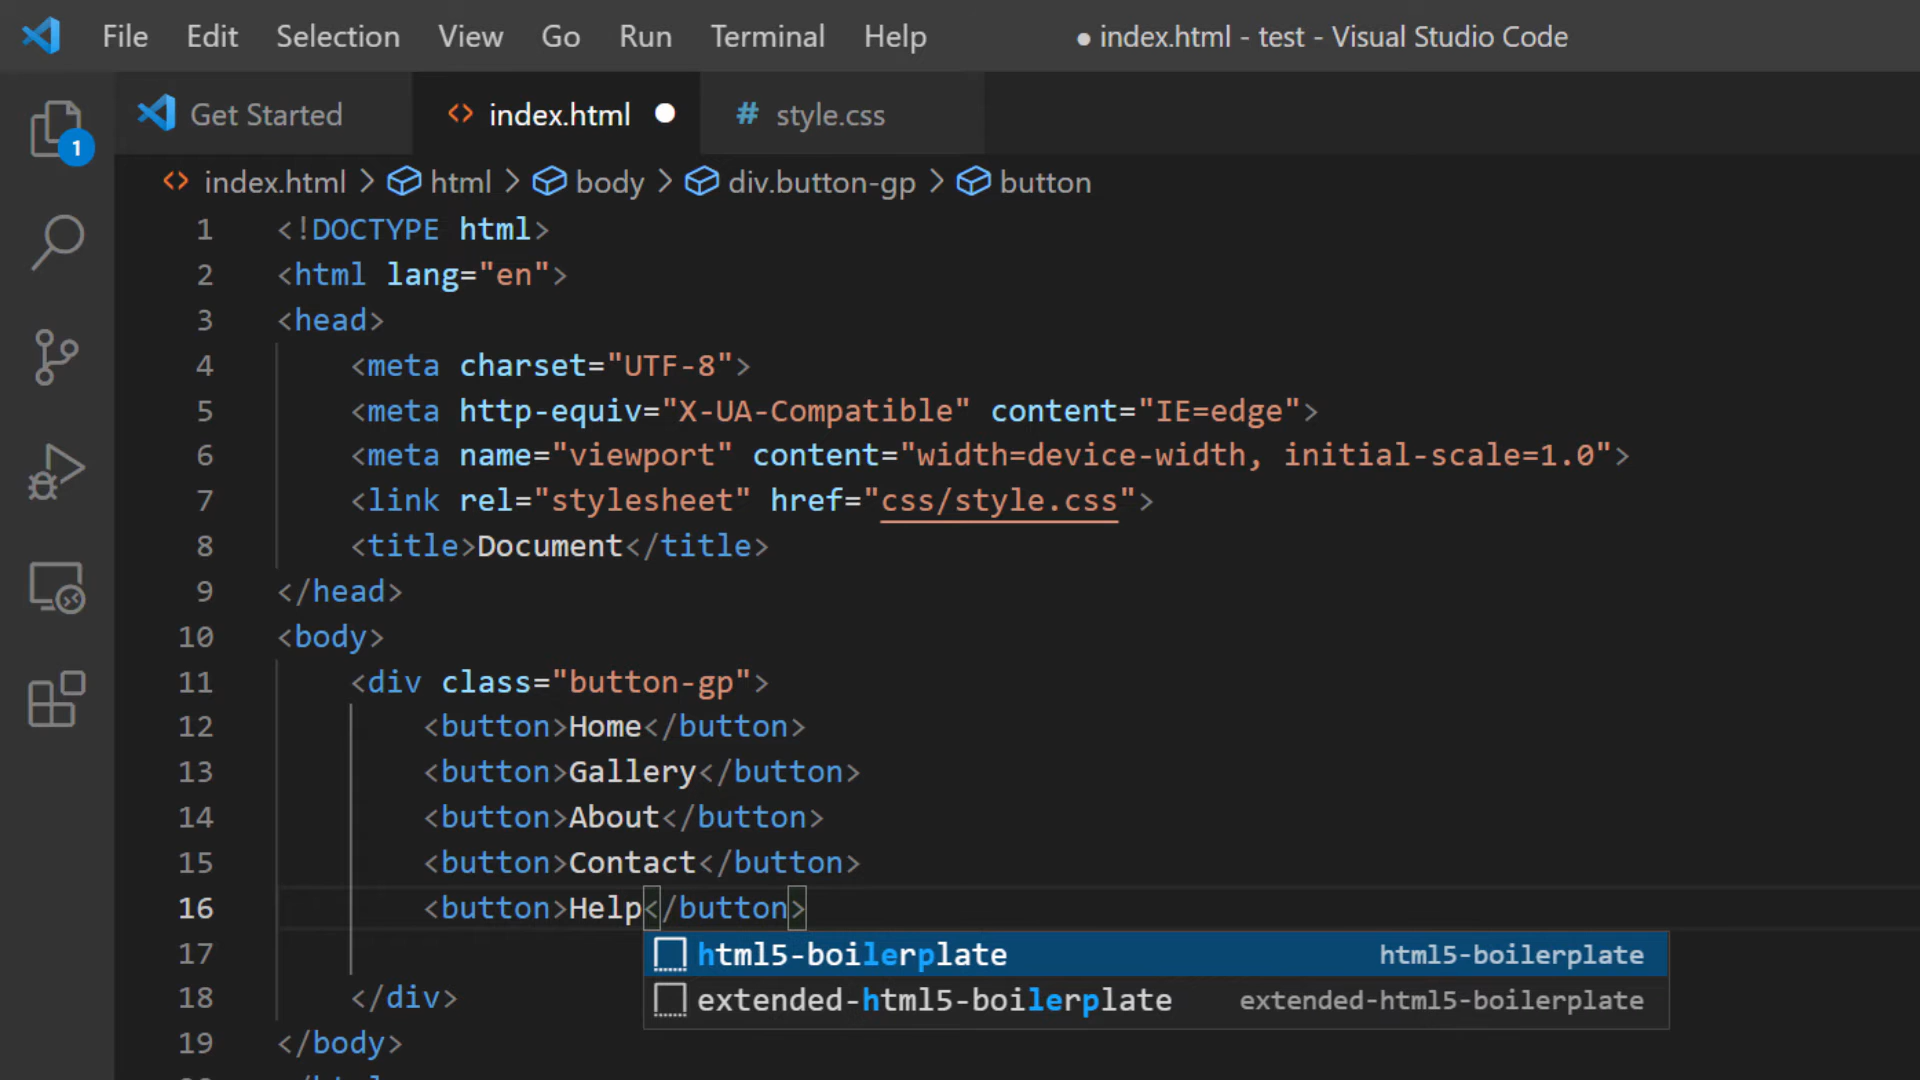 File Edit Selection View Go Run Terminal Help ● index.html - test - Visual Studio Code
Get Started <> index.html ● # style.css
1
<> index.html > html > body > div.button-gp > button
1 <!DOCTYPE html>
2 <html lang="en">
3 <head>
4 <meta charset="UTF-8">
5 <meta http-equiv="X-UA-Compatible" content="IE=edge">
6 <meta name="viewport" content="width=device-width, initial-scale=1.0">
7 <link rel="stylesheet" href="css/style.css">
8 <title>Document</title>
9 </head>
10 <body>
11 <div class="button-gp">
12 <button>Home</button>
13 <button>Gallery</button>
14 <button>About</button>
15 <button>Contact</button>
16 <button>Help</button>
17 html5-boilerplate html5-boilerplate
extended-html5-boilerplate extended-html5-boilerplate
18 </div>
19 </body>